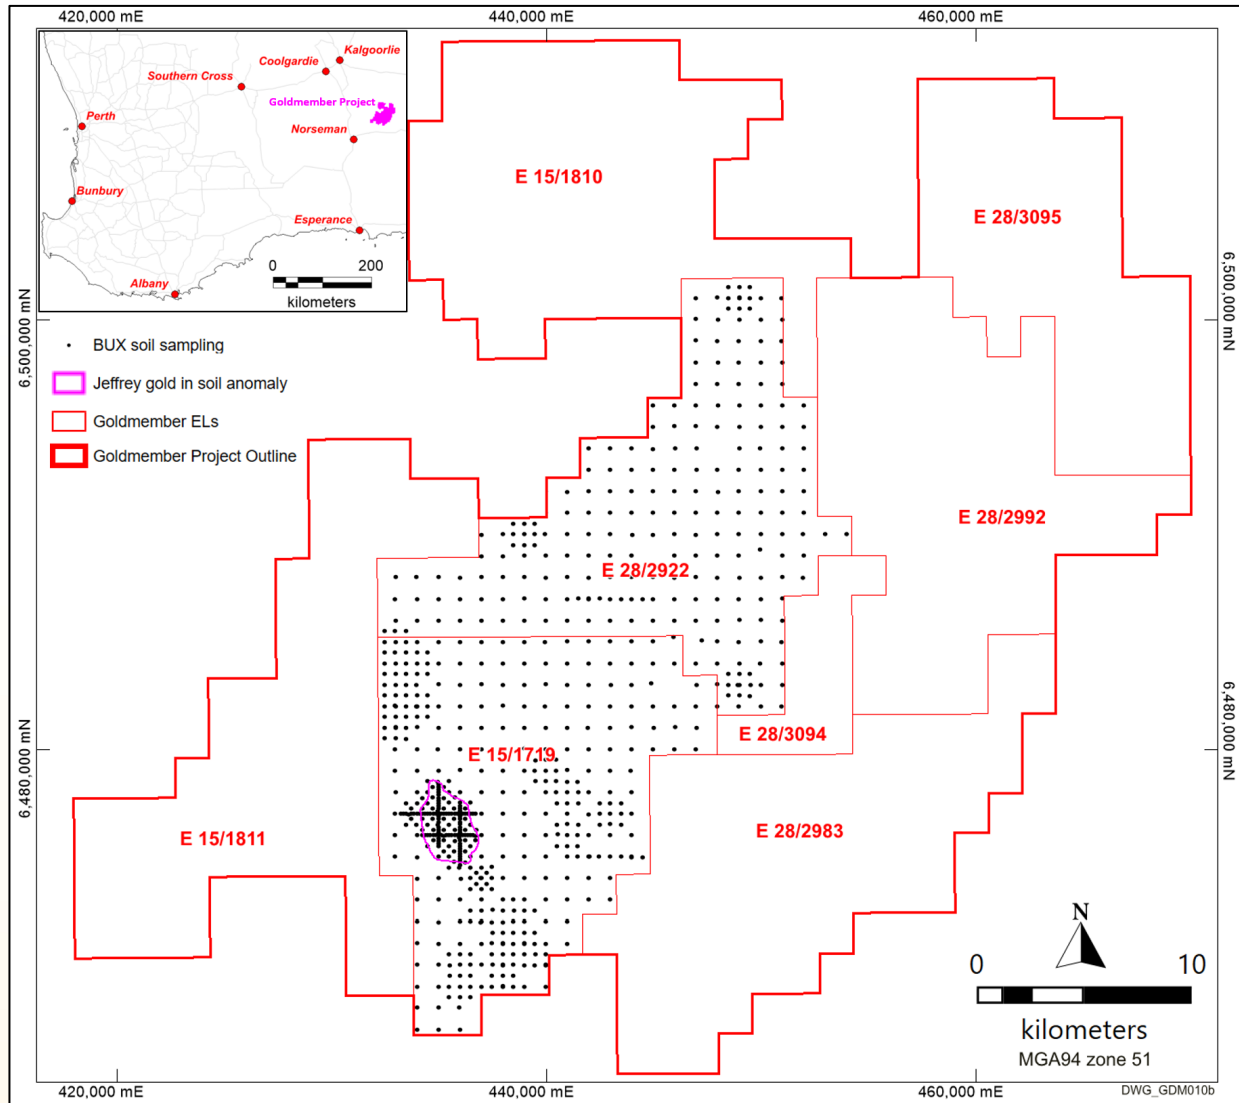 420,000 mE
440,000 mE
460,000 mE
Kalgoorlie
Coolgardie
Southern Cross
Goldmember Project
Perth
Norseman
Bunbury
Esperance
Albany
0 200
kilometers
E 15/1810
E 28/3095
6,500,000 mN
6,500,000 mN
BUX soil sampling
Jeffrey gold in soil anomaly
Goldmember ELs
Goldmember Project Outline
E 28/2992
E 28/2922
6,480,000 mN
6,480,000 mN
E 28/3094
E 15/1719
E 15/1811
E 28/2983
N
0 10
kilometers
MGA94 zone 51
420,000 mE
440,000 mE
460,000 mE
DWG_GDM010b